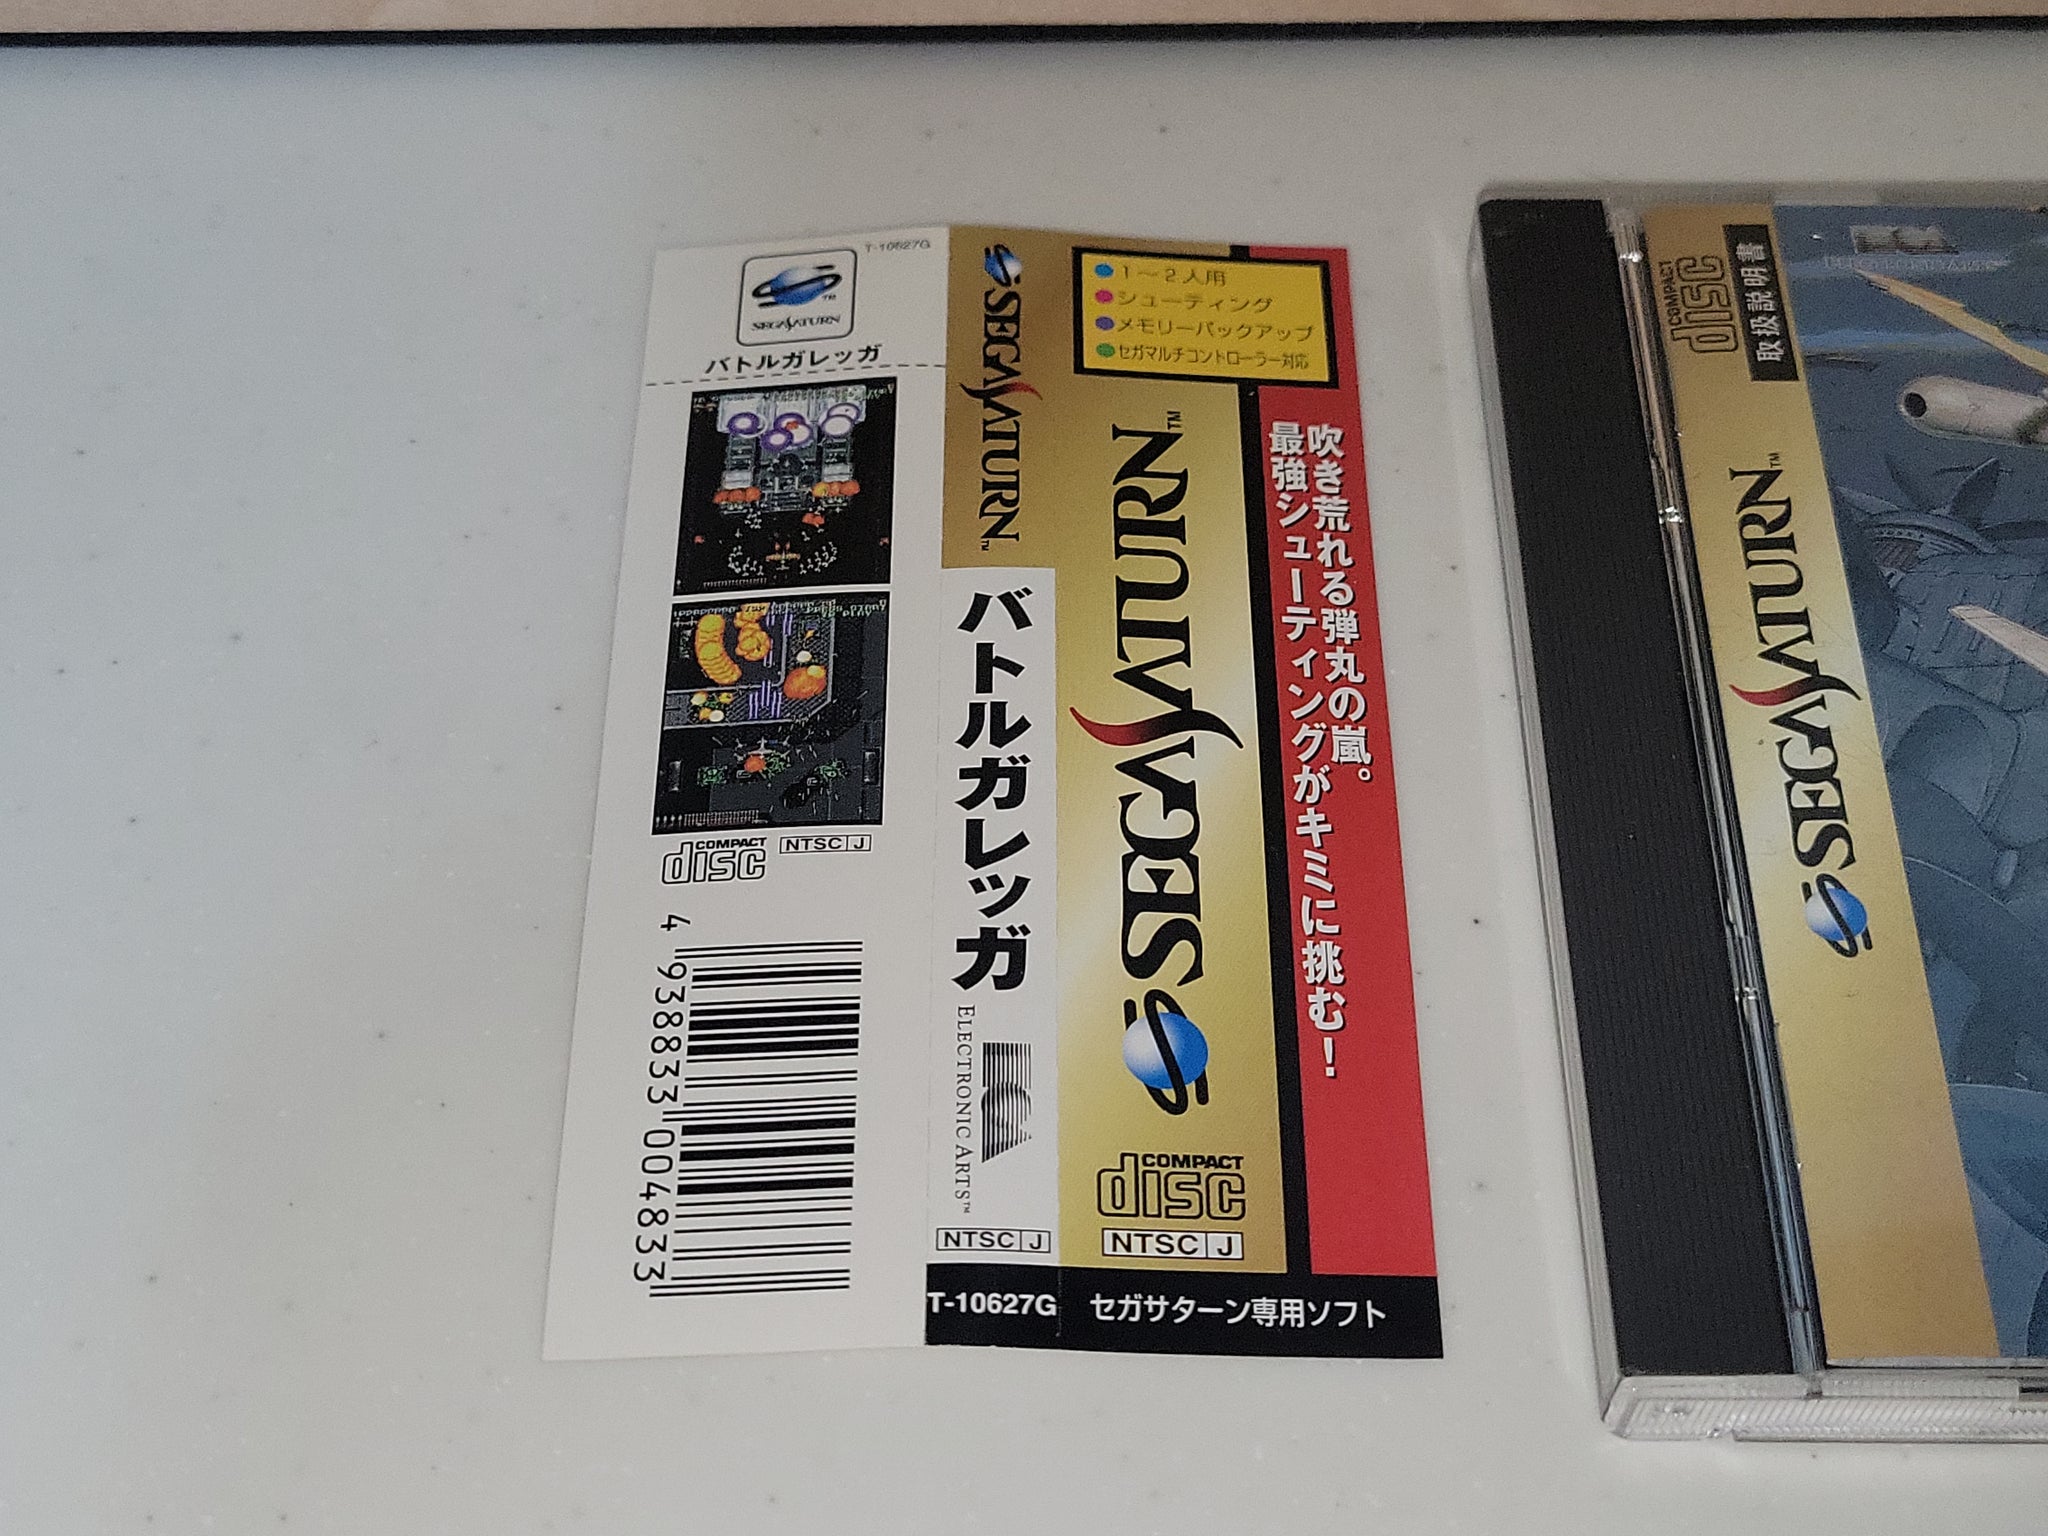 T-10627G
SEGA SATURN
バトルガレッガ
COMPACT
disc
NTSC J
4 938833 004833
SEGA SATURN™
バトルガレッガ
ELECTRONIC ARTS™
NTSC J
T-10627G
1〜2人用
シューティング
メモリーバックアップ
セガマルチコントローラー対応
SEGA SATURN™
COMPACT
disc
NTSC J
吹き荒れる弾丸の嵐。
最強シューティングがキミに挑む!
セガサターン専用ソフト
COMPACT
disc
取扱説明書
SEGA SATURN™